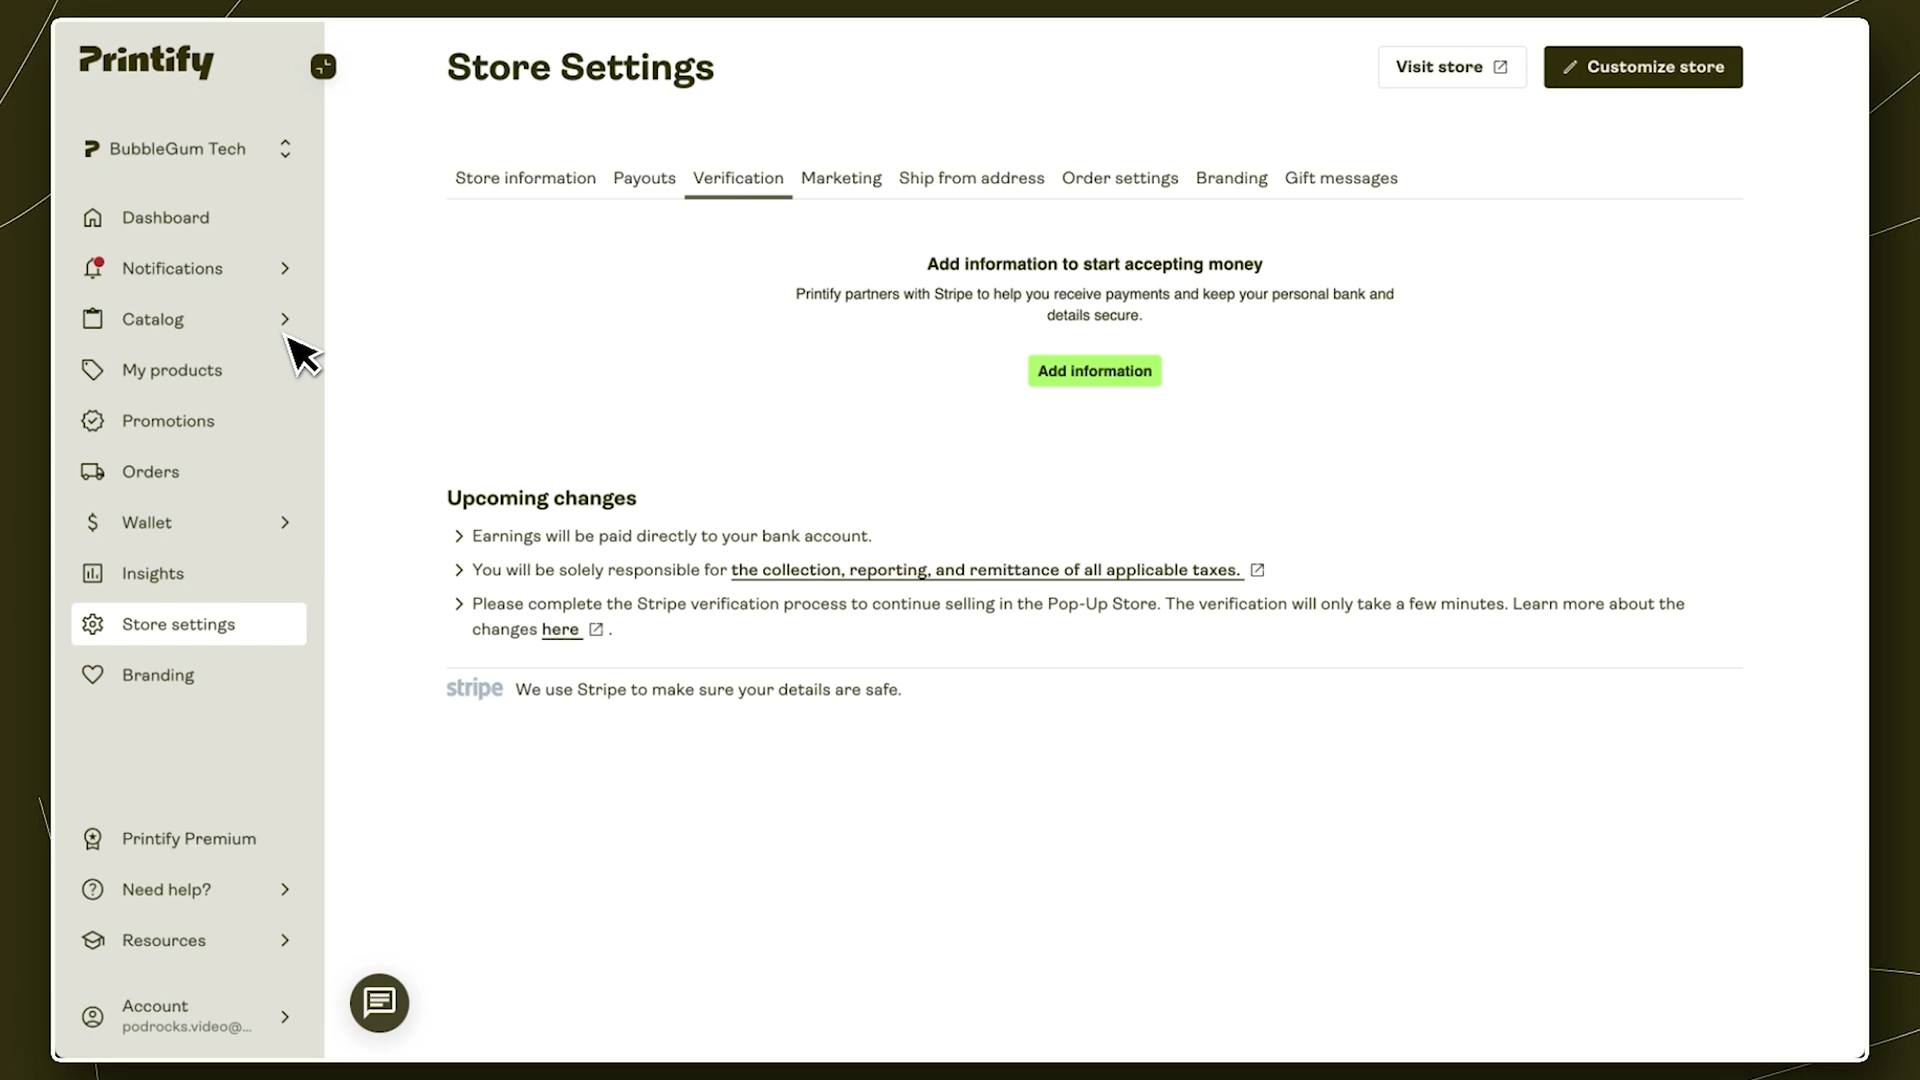 Printify
BubbleGum Tech
Dashboard
Notifications
Catalog
My products
Promotions
Orders
Wallet
Insights
Store settings
Branding
Printify Premium
Need help?
Resources
Account
podrocks.video@...
Store Settings
Visit store
Customize store
Store information Payouts Verification Marketing Ship from address Order settings Branding Gift messages
Add information to start accepting money
Printify partners with Stripe to help you receive payments and keep your personal bank and
details secure.
Add information
Upcoming changes
Earnings will be paid directly to your bank account.
You will be solely responsible for the collection, reporting, and remittance of all applicable taxes.
Please complete the Stripe verification process to continue selling in the Pop-Up Store. The verification will only take a few minutes. Learn more about the
changes here .
stripe We use Stripe to make sure your details are safe.